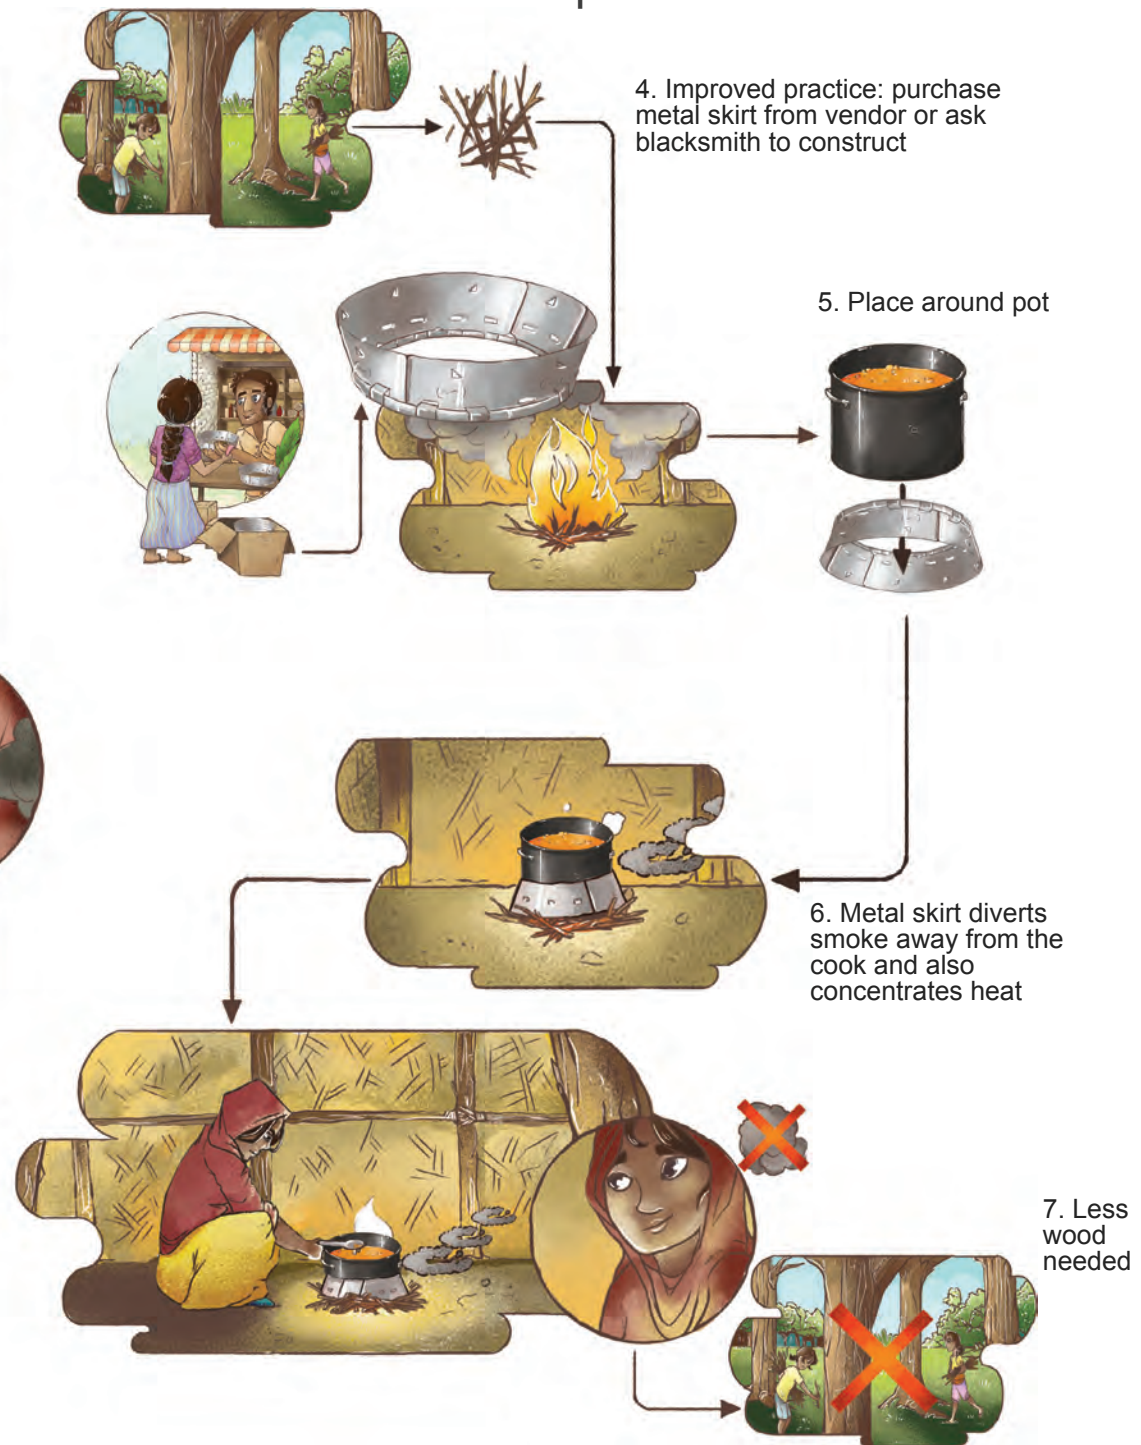 4. Improved practice: purchase
metal skirt from vendor or ask
blacksmith to construct
5. Place around pot
6. Metal skirt diverts
smoke away from the
cook and also
concentrates heat
7. Less
wood
needed